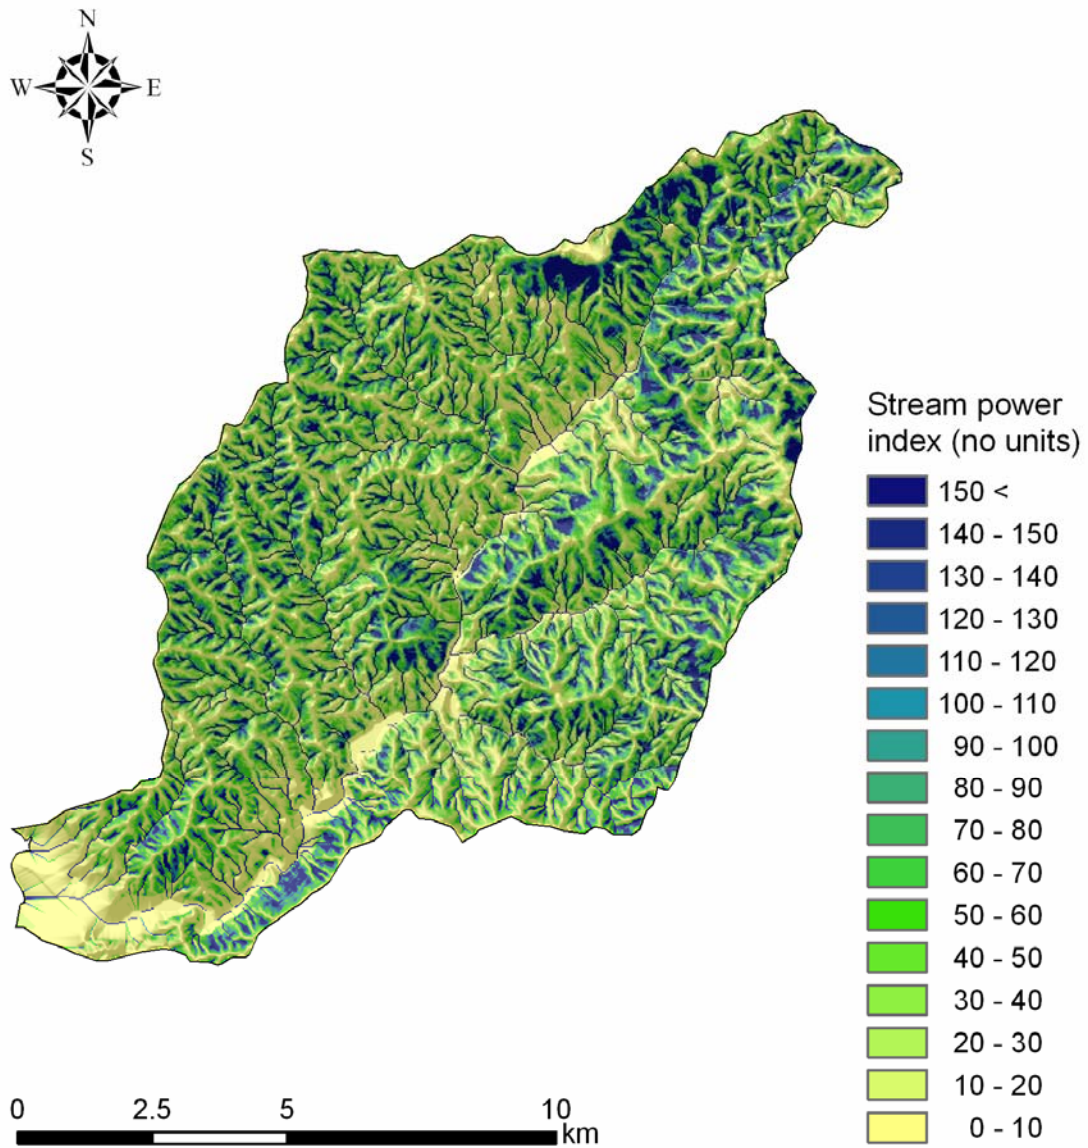 N
W E
S
Stream power
index (no units)
150 <
140 - 150
130 - 140
120 - 130
110 - 120
100 - 110
90 - 100
80 - 90
70 - 80
60 - 70
50 - 60
40 - 50
30 - 40
20 - 30
10 - 20
0 - 10
0 2.5 5 10
km